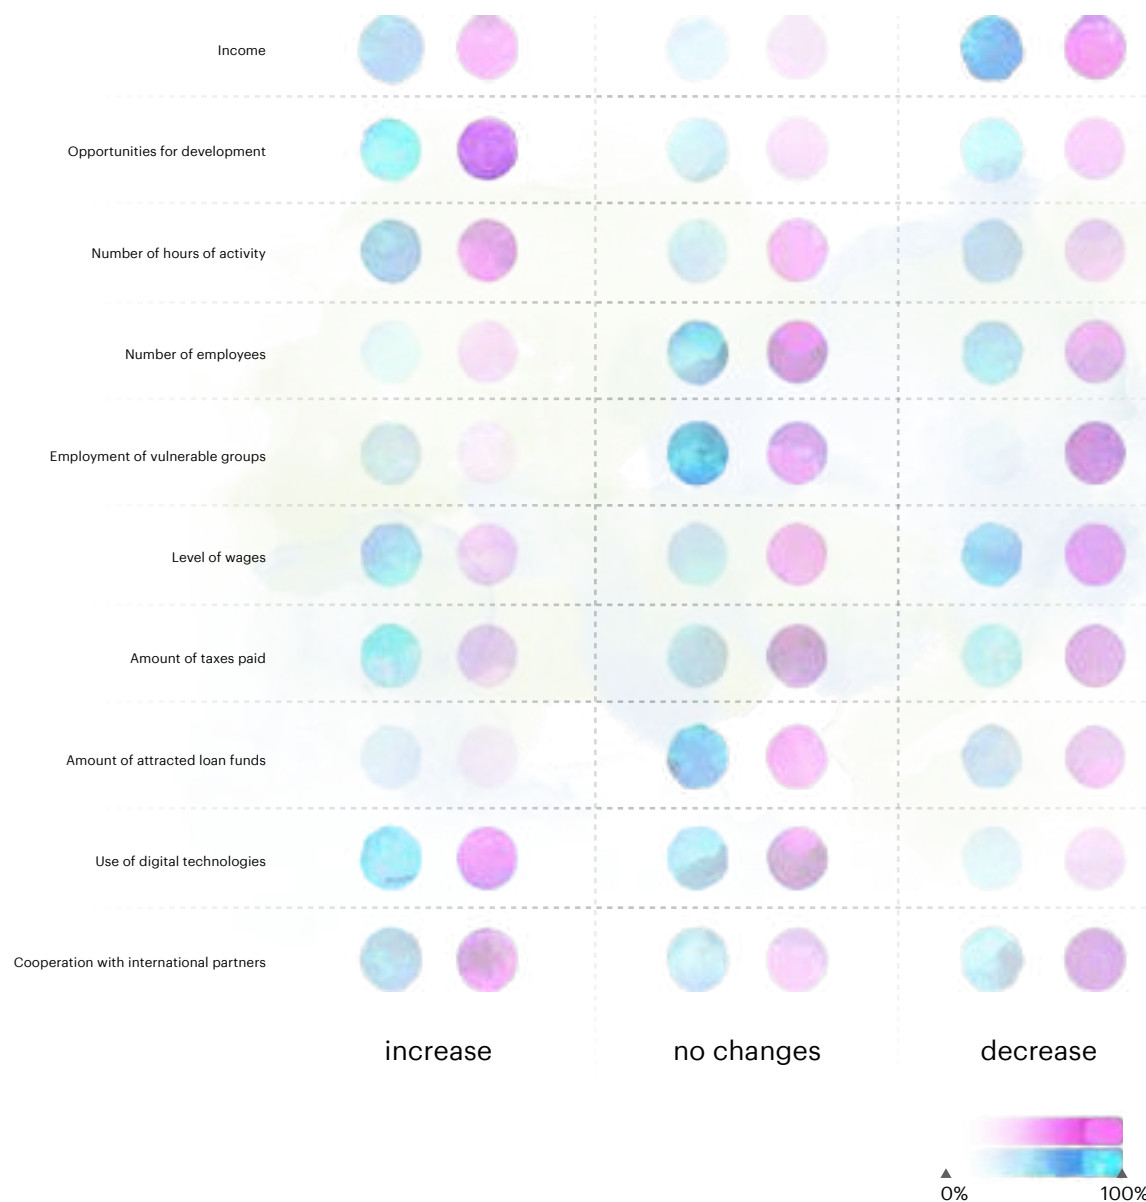 Income
Opportunities for development
Number of hours of activity
Number of employees
Employment of vulnerable groups
Level of wages
Amount of taxes paid
Amount of attracted loan funds
Use of digital technologies
Cooperation with international partners
increase no changes decrease
0% 100%